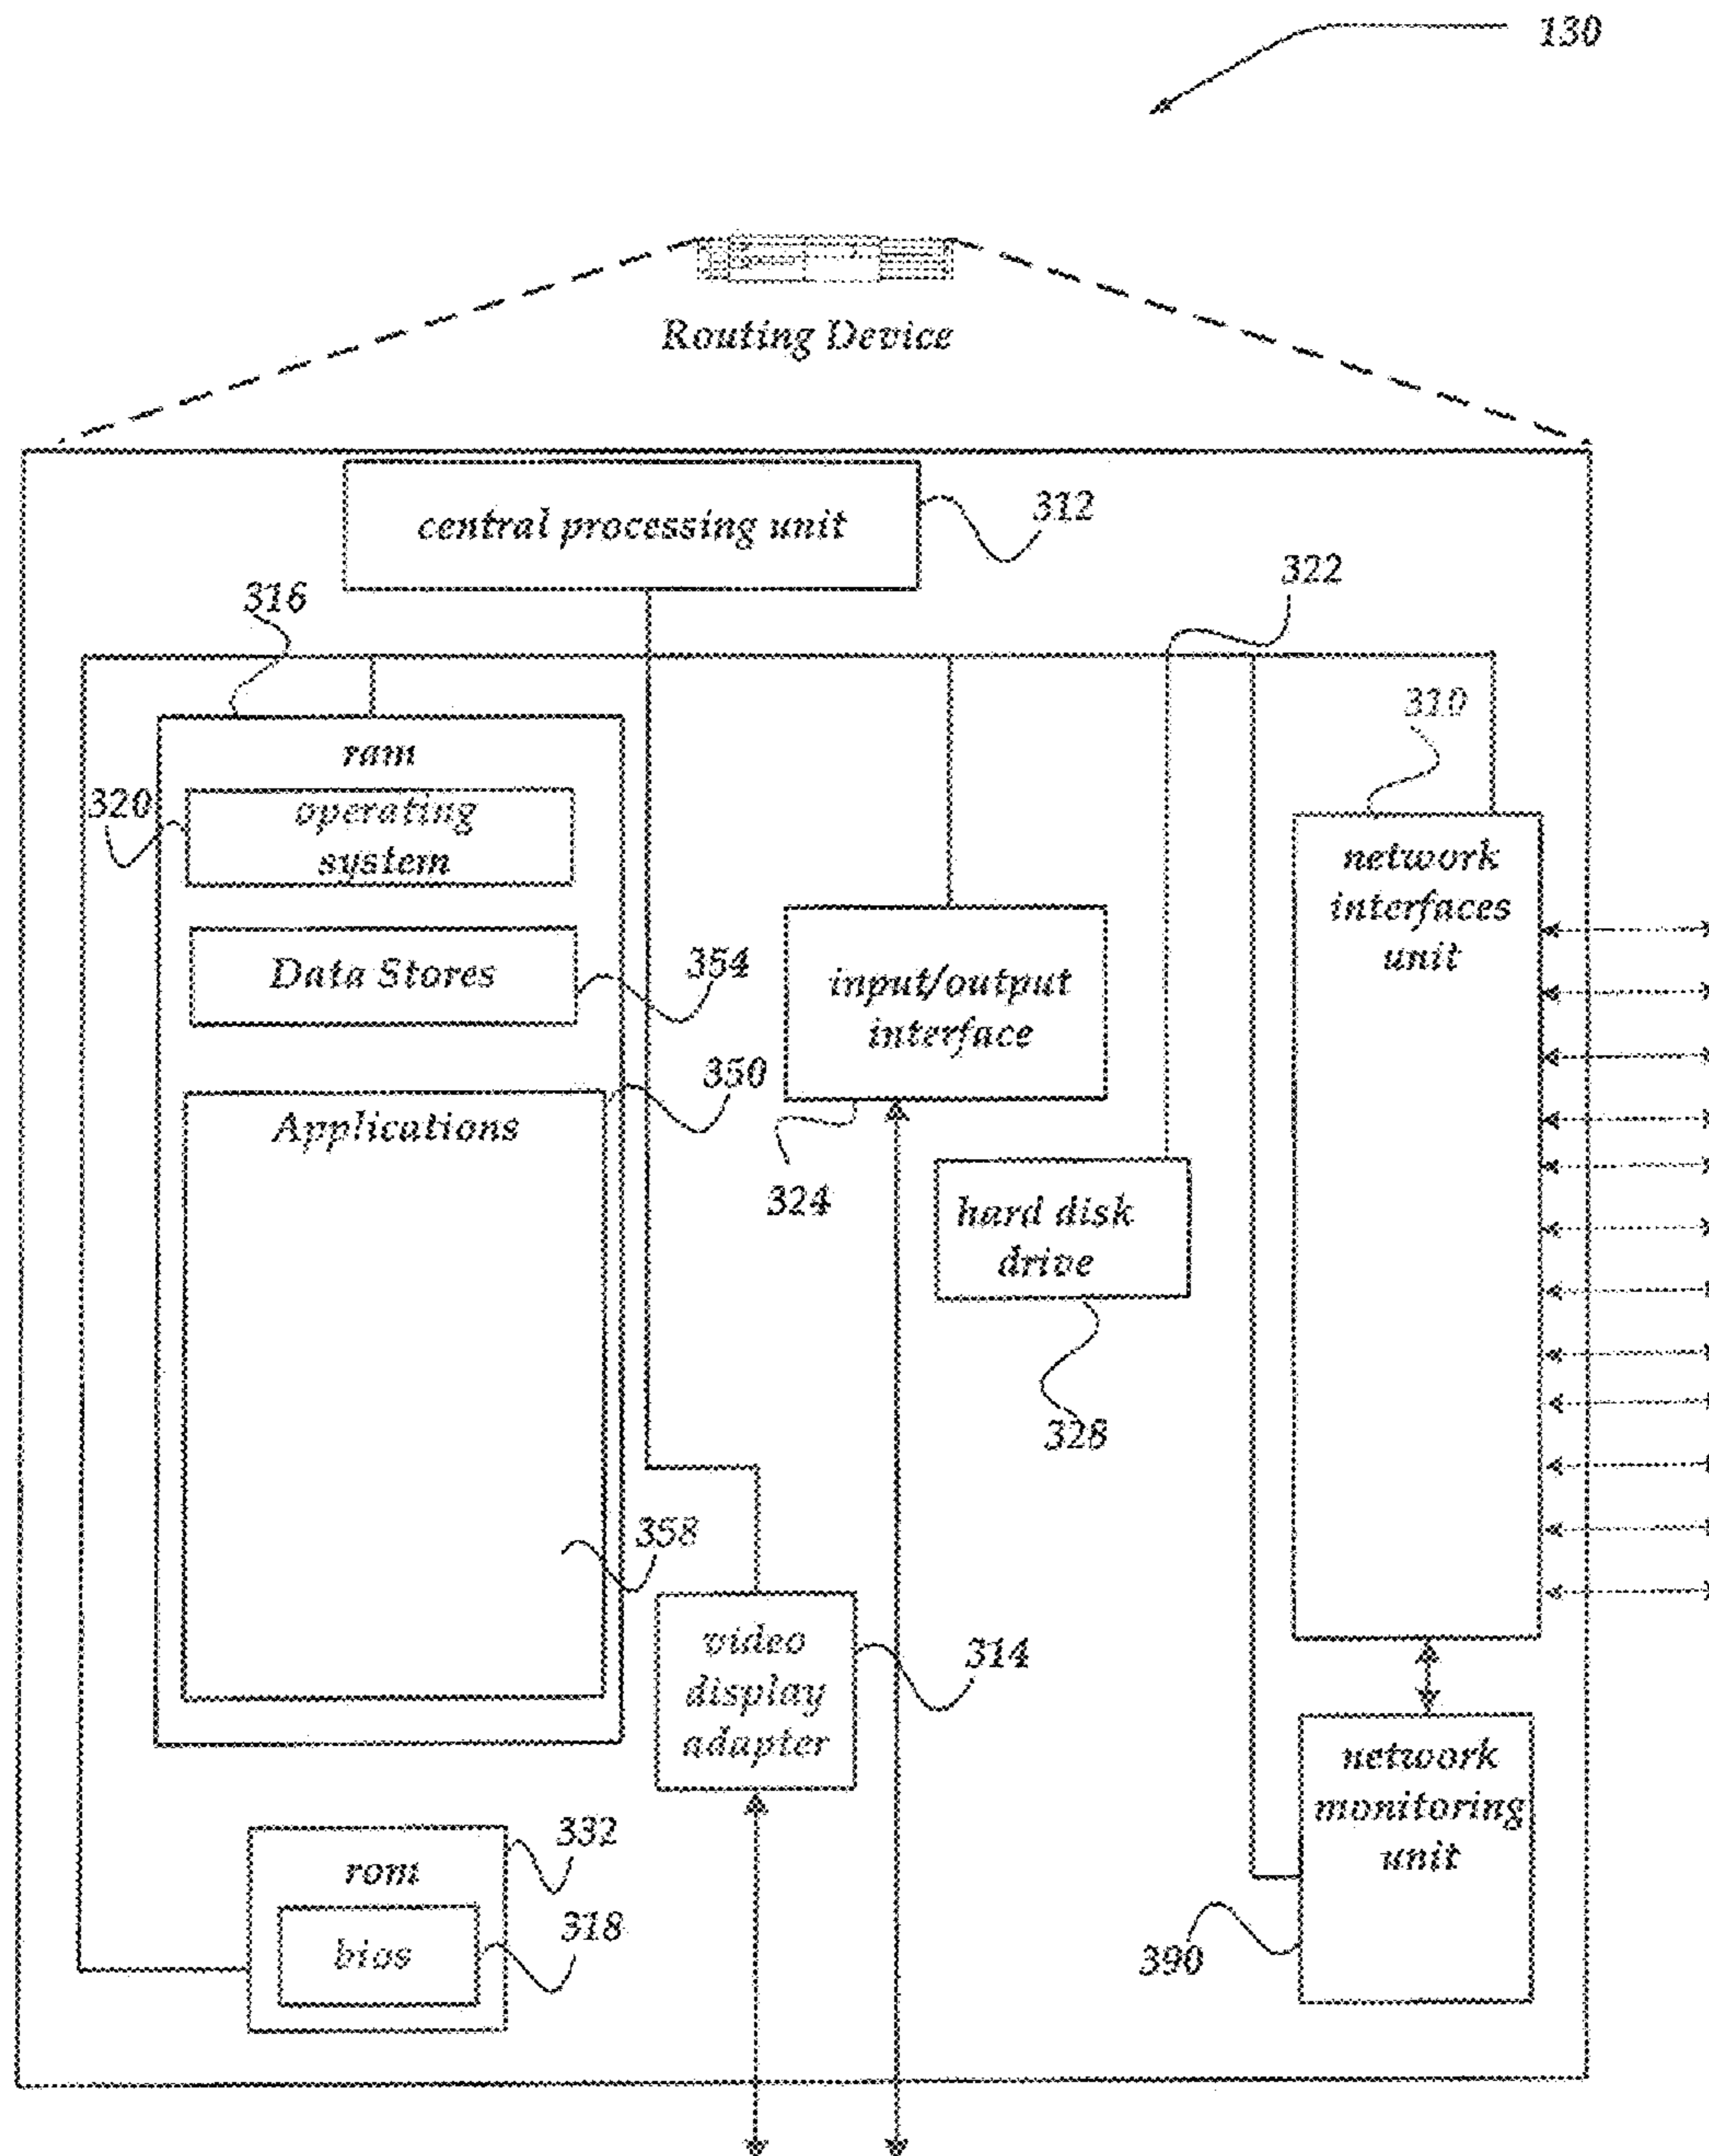 130
Routing Device
central processing unit
312
322
316
310
ram
320
operating
system
network
interfaces
unit
Data Stores
354
input/output
interface
350
Applications
324
hard disk
drive
328
358
video
display
adapter
314
network
monitoring
unit
332
rom
318
bios
390